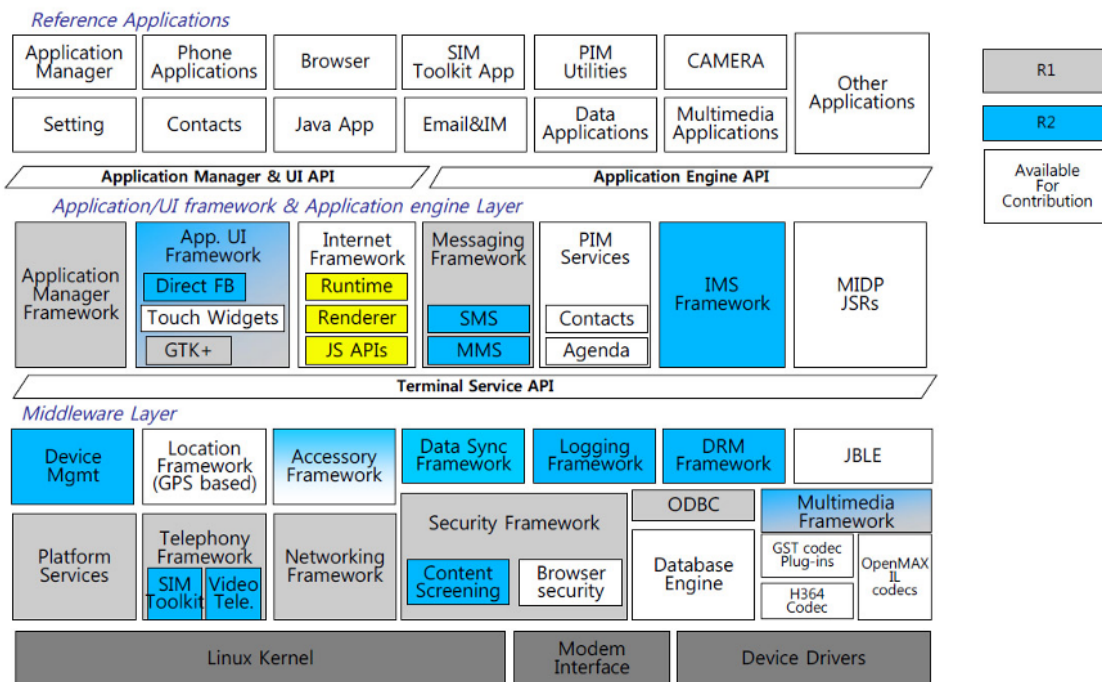 Reference Applications
Application
Manager
Phone
Applications
Browser
SIM
Toolkit App
PIM
Utilities
CAMERA
Other
Applications
Setting
Contacts
Java App
Email&IM
Data
Applications
Multimedia
Applications
R1
R2
Available
For
Contribution
Application Manager & UI API
Application Engine API
Application/UI framework & Application engine Layer
Application
Manager
Framework
App. UI
Framework
Direct FB
Touch Widgets
GTK+
Internet
Framework
Runtime
Renderer
JS APIs
Messaging
Framework
SMS
MMS
PIM
Services
Contacts
Agenda
IMS
Framework
MIDP
JSRs
Terminal Service API
Middleware Layer
Device
Mgmt
Location
Framework
(GPS based)
Accessory
Framework
Data Sync
Framework
Logging
Framework
DRM
Framework
JBLE
Platform
Services
Telephony
Framework
SIM
Toolkit
Video
Tele.
Networking
Framework
Security Framework
Content
Screening
Browser
security
ODBC
Database
Engine
Multimedia
Framework
GST codec
Plug-ins
H364
Codec
OpenMAX
IL
codecs
Linux Kernel
Modem
Interface
Device Drivers